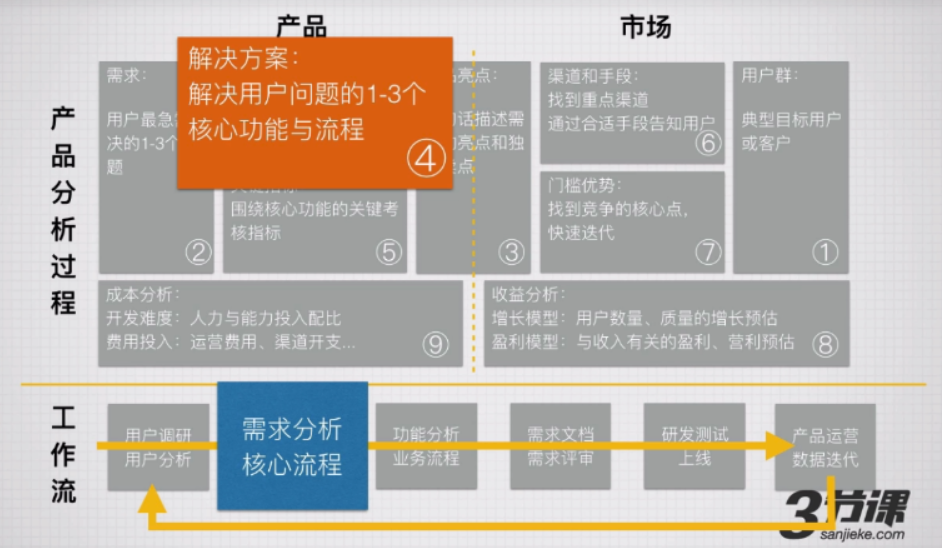 产品
市场
产品分析过程
需求：
用户最急
决的1-3个
题
②
解决方案：
解决用户问题的1-3个
核心功能与流程
④
围绕核心功能的关键考
核指标
⑤
亮点：
话描述需
亮点和独
点
③
渠道和手段：
找到重点渠道
通过合适手段告知用户
⑥
门槛优势：
找到竞争的核心点，
快速迭代
⑦
用户群：
典型目标用户
或客户
①
成本分析：
开发难度：人力与能力投入配比
费用投入：运营费用、渠道开支...
⑨
收益分析：
增长模型：用户数量、质量的增长预估
盈利模型：与收入有关的盈利、营利预估
⑧
工作流
用户调研
用户分析
需求分析
核心流程
功能分析
业务流程
需求文档
需求评审
研发测试
上线
产品运营
数据迭代
3节课
sanjieke.com